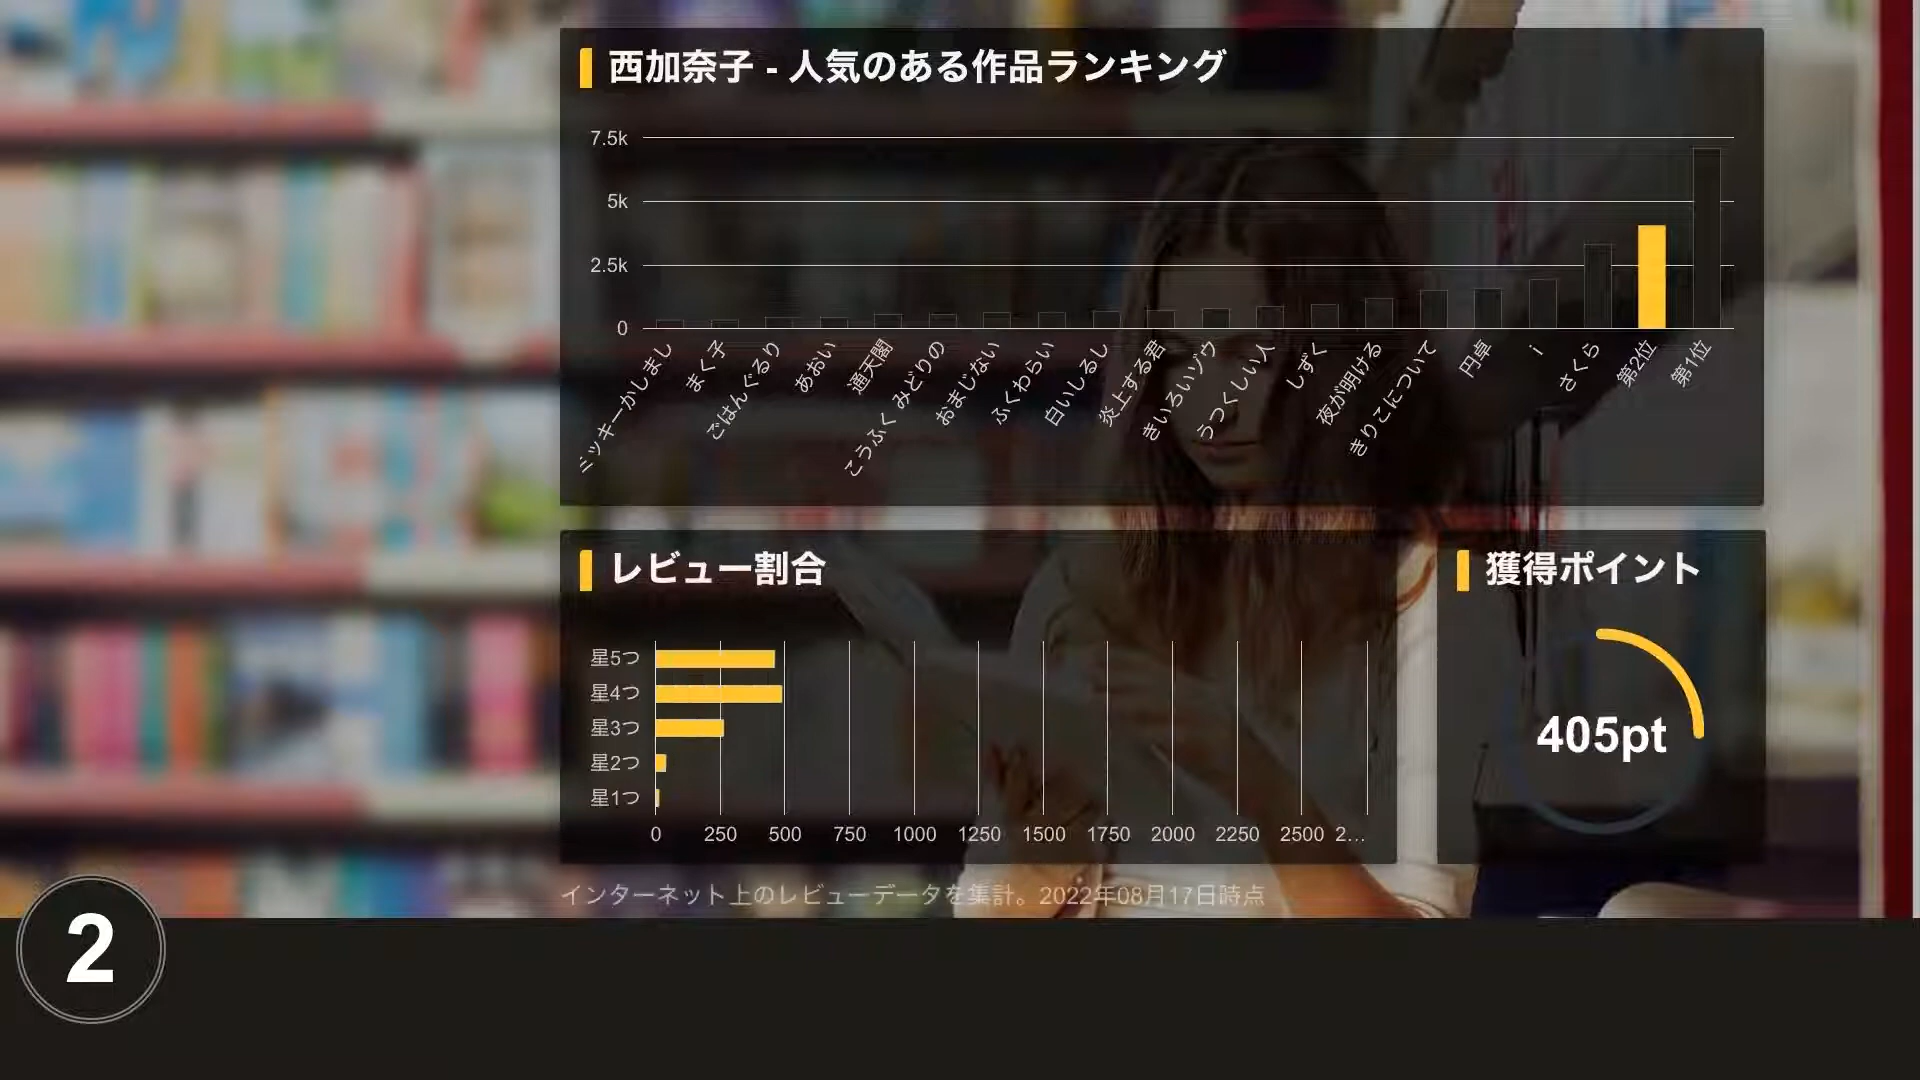 西加奈子 - 人気のある作品ランキング
7.5k
5k
2.5k
0
ミッキーかしまし
まく子
ごはんぐるり
あおい
通天閣
こうふく みどりの
おまじない
ふくわらい
白いしるし
炎上する君
きいろいゾウ
うつくしい人
しずく
夜が明ける
きりこについて
円卓
i
さくら
第2位
第1位
レビュー割合
星5つ
星4つ
星3つ
星2つ
星1つ
0 250 500 750 1000 1250 1500 1750 2000 2250 2500 2...
獲得ポイント
405pt
インターネット上のレビューデータを集計。2022年08月17日時点
2